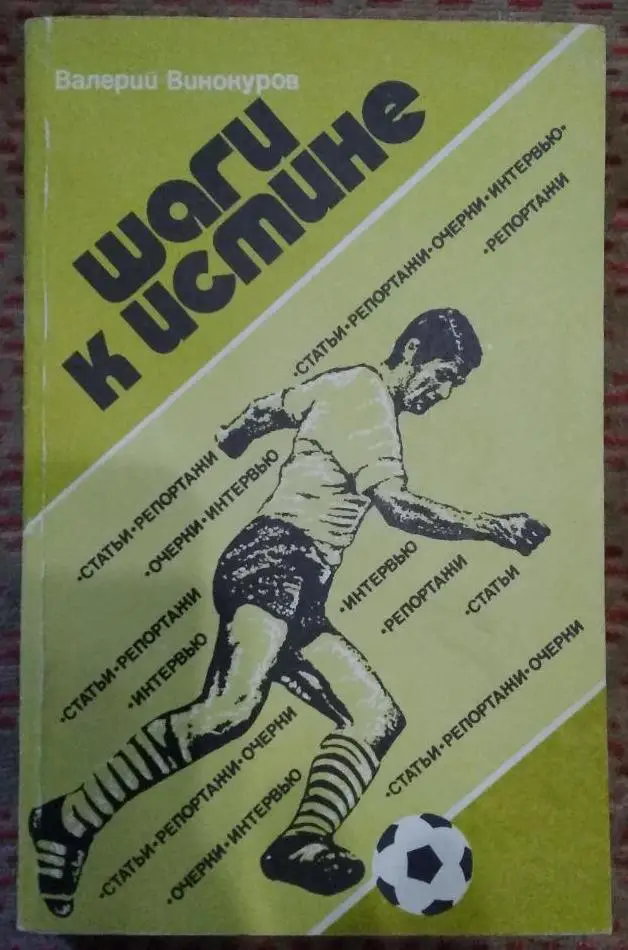 Валерий Винокуров
шаги
к истине
•СТАТЬИ•РЕПОРТАЖИ•ОЧЕРКИ•ИНТЕРВЬЮ•
•РЕПОРТАЖИ
•СТАТЬИ•РЕПОРТАЖИ
•ОЧЕРКИ•ИНТЕРВЬЮ
•ИНТЕРВЬЮ
•РЕПОРТАЖИ
•СТАТЬИ
•СТАТЬИ•РЕПОРТАЖИ
•ИНТЕРВЬЮ
•СТАТЬИ•РЕПОРТАЖИ•ОЧЕРКИ
•СТАТЬИ•РЕПОРТАЖИ•ОЧЕРКИ
•ОЧЕРКИ•ИНТЕРВЬЮ